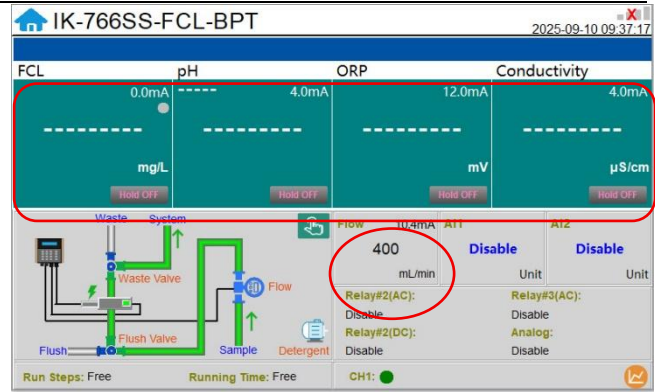 IK-766SS-FCL-BPT
2025-09-10 09:37:17
FCL pH ORP Conductivity
0.0mA ----- 4.0mA 12.0mA 4.0mA
--------- --------- --------- ---------
mg/L mV µS/cm
Hold OFF Hold OFF Hold OFF Hold OFF
Waste System
Waste Valve
Flow
Flush Valve
Flush Sample Detergent
Flow 10.4mA AI1 AI2
400 Disable Disable
mL/min Unit Unit
Relay#2(AC): Relay#3(AC):
Disable Disable
Relay#2(DC): Analog:
Disable Disable
Run Steps: Free Running Time: Free CH1: